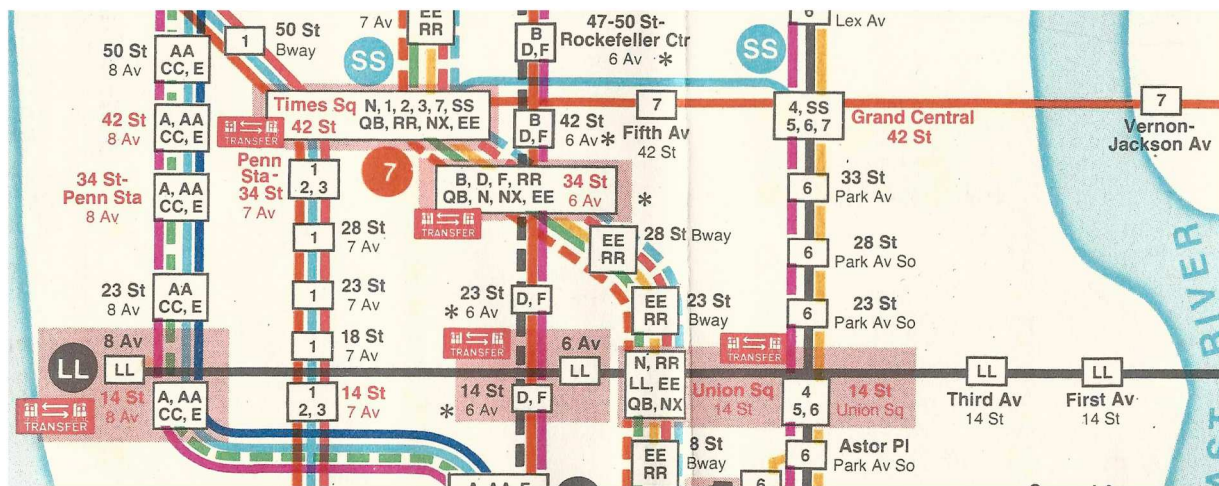 6
Lex Av
50 St
8 Av
AA
CC, E
1
50 St
Bway
7 Av
EE
RR
SS
B
D, F
47-50 St-
Rockefeller Ctr
6 Av *
SS
42 St
8 Av
A, AA
CC, E
TRANSFER
Times Sq
42 St
N, 1, 2, 3, 7, SS
QB, RR, NX, EE
B
D, F
42 St
6 Av *
7
Fifth Av
42 St
4, SS
5, 6, 7
Grand Central
42 St
7
Vernon-
Jackson Av
34 St-
Penn Sta
8 Av
A, AA
CC, E
Penn
Sta-
34 St
7 Av
1
2, 3
7
B, D, F, RR
QB, N, NX, EE
34 St
6 Av
*
TRANSFER
6
33 St
Park Av
1
28 St
7 Av
EE
RR
28 St Bway
6
28 St
Park Av So
23 St
8 Av
AA
CC, E
1
23 St
7 Av
23 St
* 6 Av
D, F
EE
RR
23 St
Bway
6
23 St
Park Av So
1
18 St
7 Av
TRANSFER
TRANSFER
LL
8 Av
LL
14 St
8 Av
A, AA
CC, E
TRANSFER
1
2, 3
14 St
7 Av
6 Av
LL
14 St
6 Av
*
D, F
N, RR
LL, EE
QB, NX
Union Sq
14 St
4
5, 6
14 St
Union Sq
LL
Third Av
14 St
LL
First Av
14 St
EE
RR
8 St
Bway
6
Astor Pl
Park Av So
6
EAST RIVER